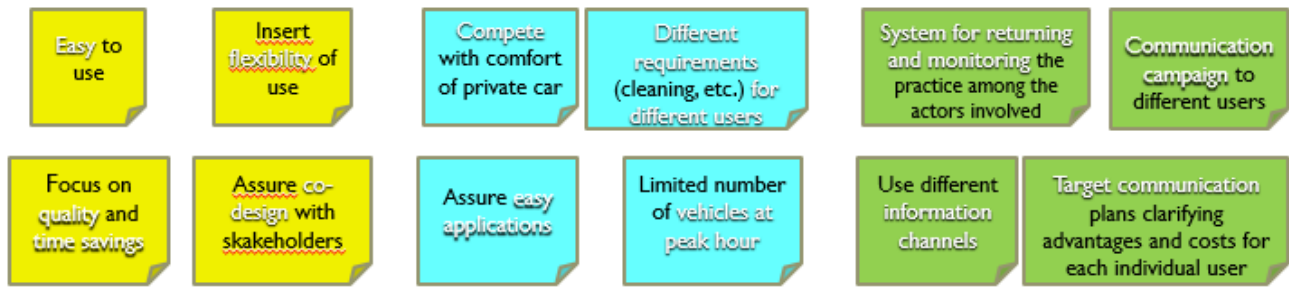 Easy to
use
Insert
flexibility of
use
Compete
with comfort
of private car
Different
requirements
(cleaning, etc.) for
different users
System for returning
and monitoring the
practice among the
actors involved
Communication
campaign to
different users
Focus on
quality and
time savings
Assure co-
design with
skakeholders
Assure easy
applications
Limited number
of vehicles at
peak hour
Use different
information
channels
Target communication
plans clarifying
advantages and costs for
each individual user